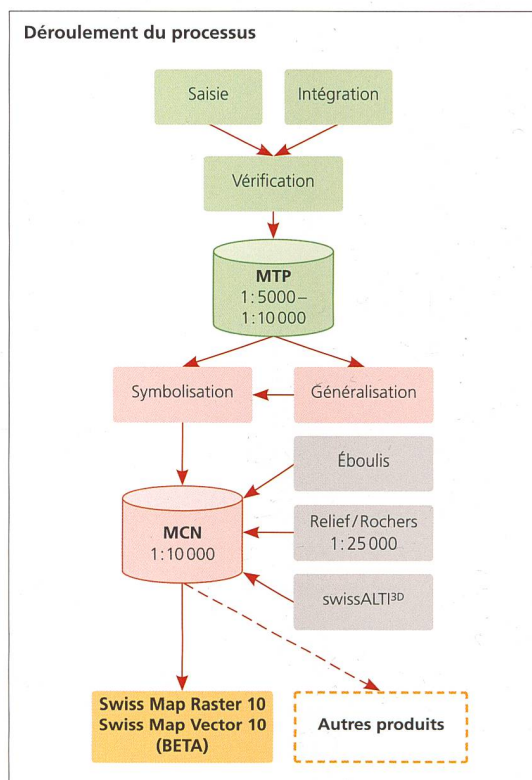 Déroulement du processus
Saisie
Intégration
Vérification
MTP
1:5000–
1:10 000
Symbolisation
Généralisation
Éboulis
MCN
1:10 000
Relief/Rochers
1:25 000
swissALTI3D
Swiss Map Raster 10
Swiss Map Vector 10
(BETA)
Autres produits